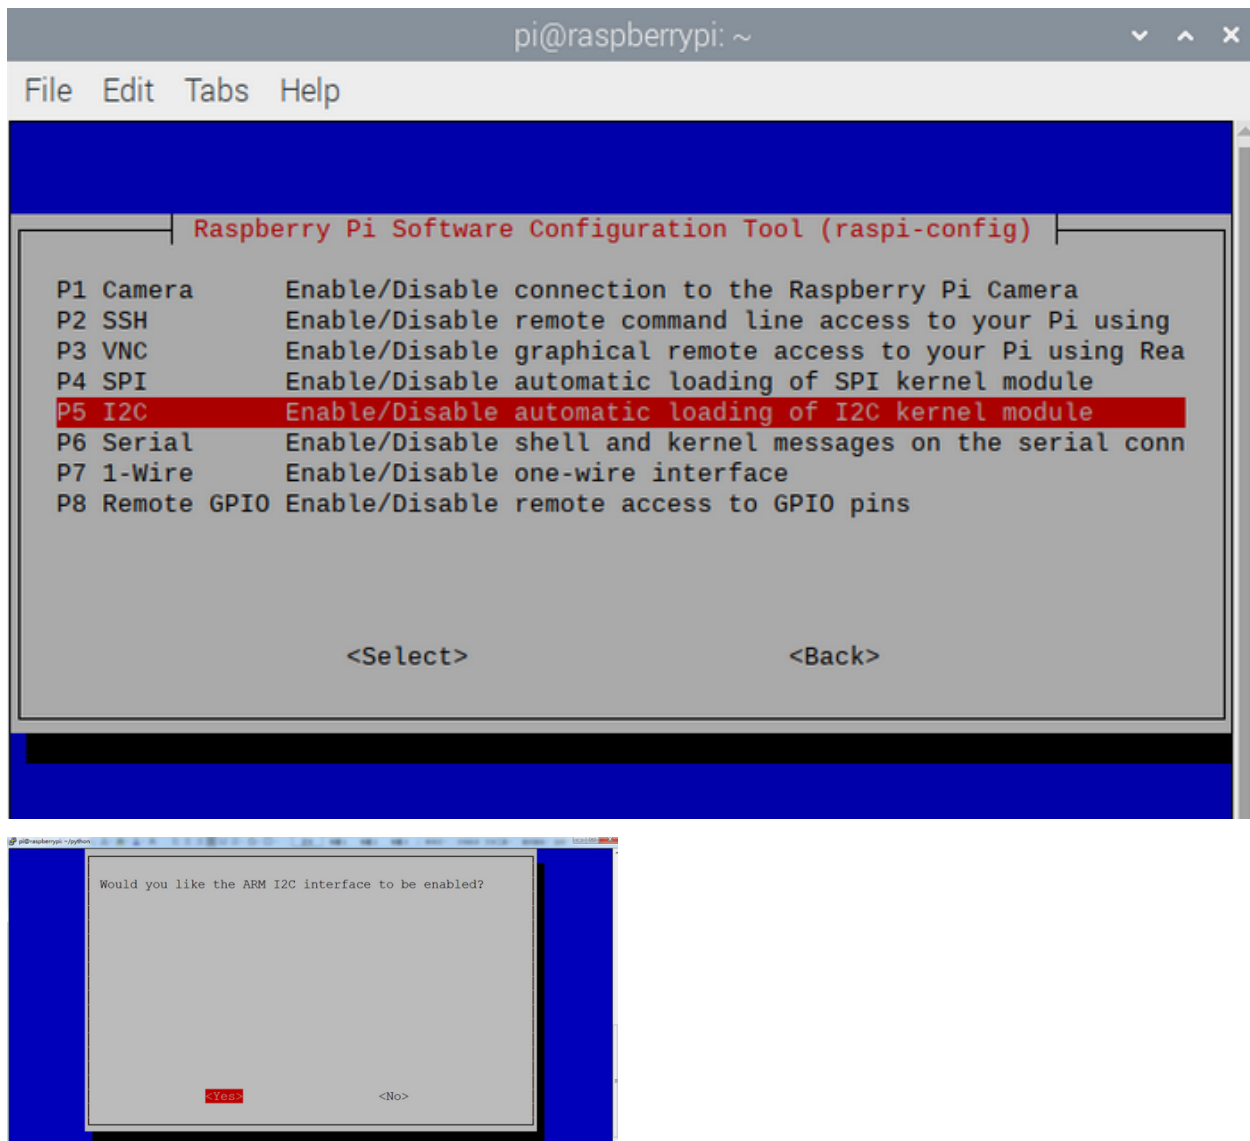 pi@raspberrypi: ~
File Edit Tabs Help
Raspberry Pi Software Configuration Tool (raspi-config)
P1 Camera Enable/Disable connection to the Raspberry Pi Camera
P2 SSH Enable/Disable remote command line access to your Pi using
P3 VNC Enable/Disable graphical remote access to your Pi using Rea
P4 SPI Enable/Disable automatic loading of SPI kernel module
P5 I2C Enable/Disable automatic loading of I2C kernel module
P6 Serial Enable/Disable shell and kernel messages on the serial conn
P7 1-Wire Enable/Disable one-wire interface
P8 Remote GPIO Enable/Disable remote access to GPIO pins
<Select> <Back>
pi@raspberrypi: ~/python
Would you like the ARM I2C interface to be enabled?
<Yes> <No>